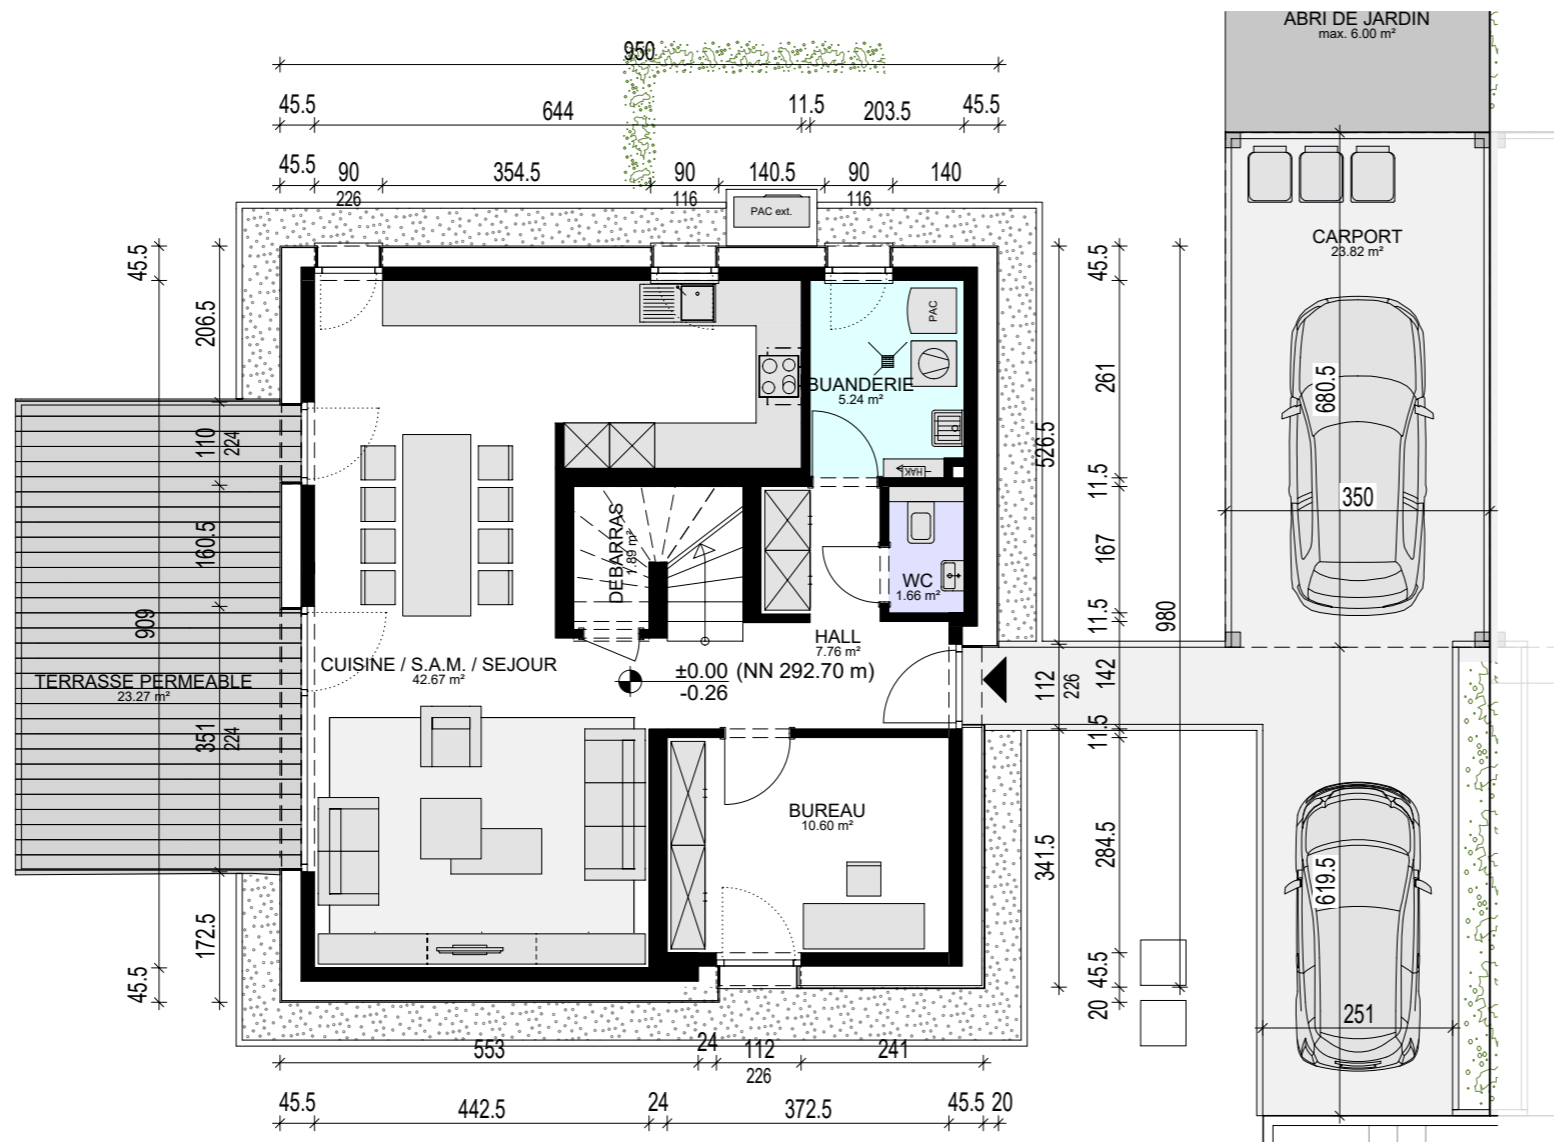 ABRI DE JARDIN
max. 6.00 m²
950
45.5
644
11.5
203.5
45.5
45.5
90
354.5
90
140.5
90
140
226
116
116
PAC ext.
CARPORT
23.82 m²
45.5
206.5
110
224
160.5
909
351
224
172.5
45.5
PAC
BUANDERIE
5.24 m²
HAK
DEBARRAS
1.89 m²
WC
1.66 m²
HALL
7.76 m²
CUISINE / S.A.M. / SEJOUR
42.67 m²
±0.00 (NN 292.70 m)
-0.26
TERRASSE PERMEABLE
23.27 m²
BUREAU
10.60 m²
526.5
112
226
341.5
45.5
261
11.5
167
11.5
142
11.5
284.5
45.5
20
980
680.5
350
619.5
251
553
24
112
241
226
45.5
442.5
24
372.5
45.5
20